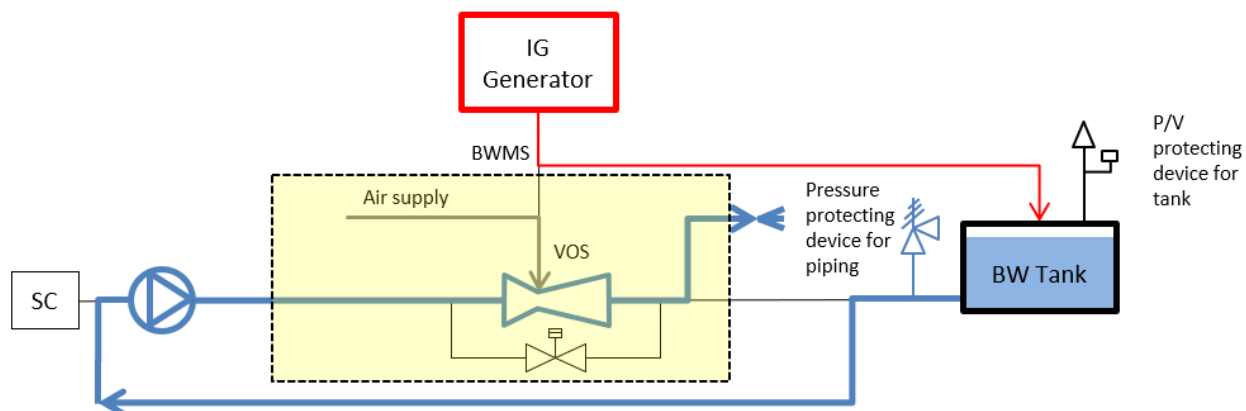 IG
Generator
BWMS
Air supply
VOS
Pressure
protecting
device for
piping
P/V
protecting
device for
tank
SC
BW Tank